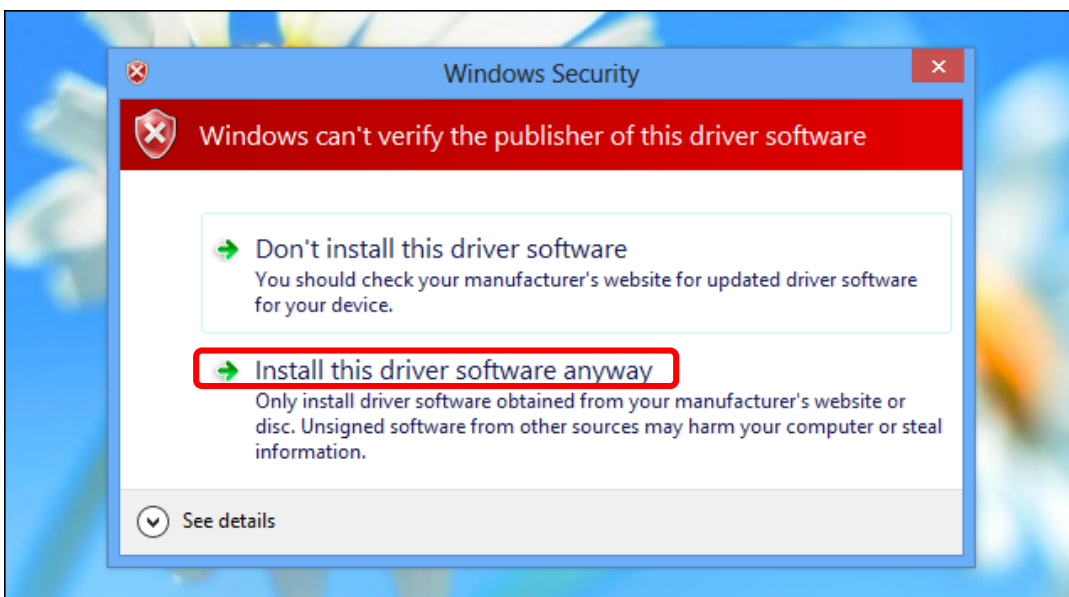 Windows Security
Windows can't verify the publisher of this driver software
Don't install this driver software
You should check your manufacturer's website for updated driver software
for your device.
Install this driver software anyway
Only install driver software obtained from your manufacturer's website or
disc. Unsigned software from other sources may harm your computer or steal
information.
See details